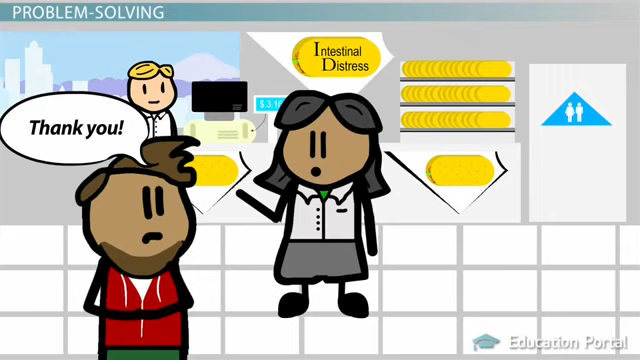 PROBLEM-SOLVING
Intestinal
Distress
Thank you!
Education Portal